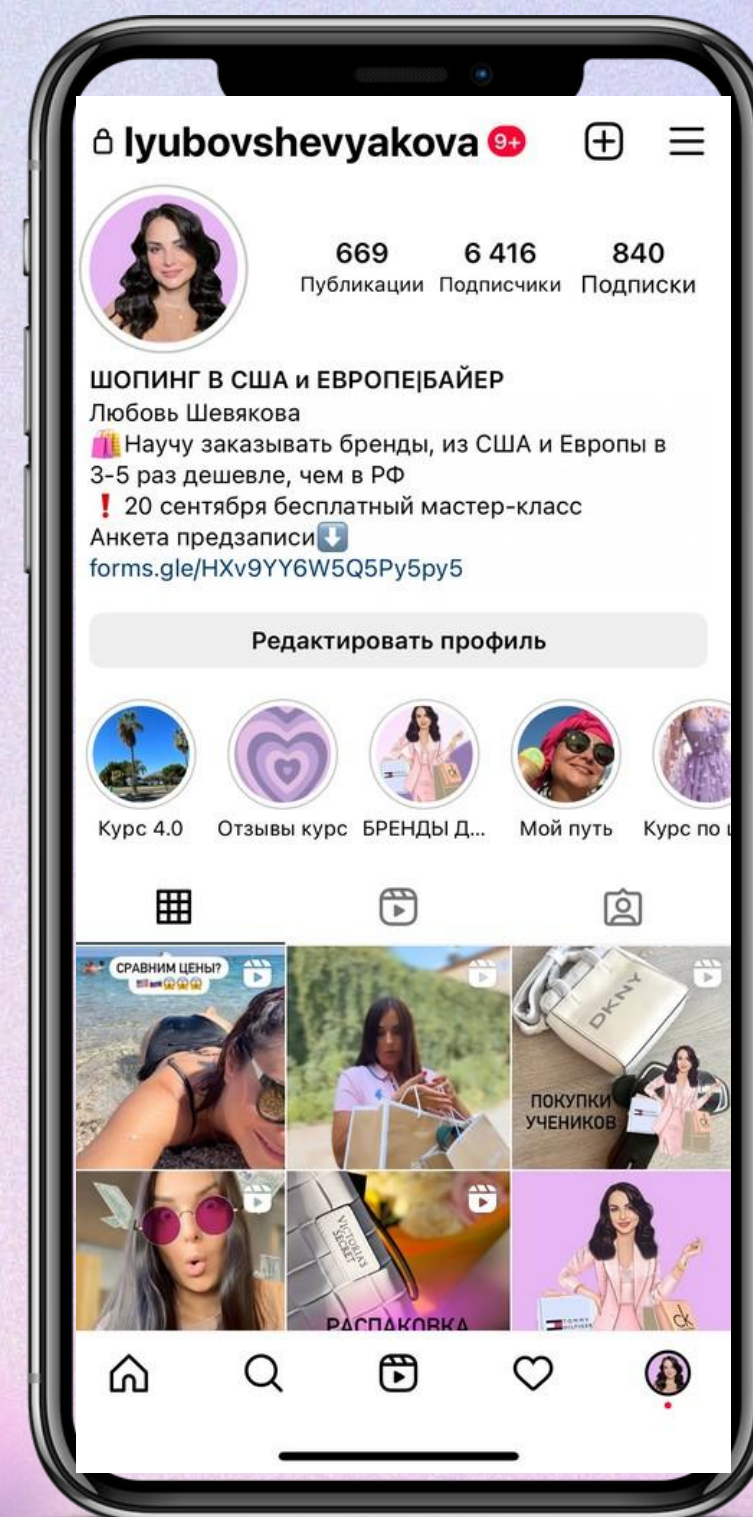 lyubovshevyakova 9+
669 6 416 840
Публикации Подписчики Подписки
ШОПИНГ В США и ЕВРОПЕ|БАЙЕР
Любовь Шевякова
🛍️Научу заказывать бренды, из США и Европы в
3-5 раз дешевле, чем в РФ
❗ 20 сентября бесплатный мастер-класс
Анкета предзаписи⬇️
forms.gle/HXv9YY6W5Q5Py5py5
Редактировать профиль
Курс 4.0 Отзывы курс БРЕНДЫ Д... Мой путь Курс по
СРАВНИМ ЦЕНЫ?
DKNY
ПОКУПКИ
УЧЕНИКОВ
VICTORIA'S
SECRET
РАСПАКОВКА
TOMMY
HILFIGER
ck